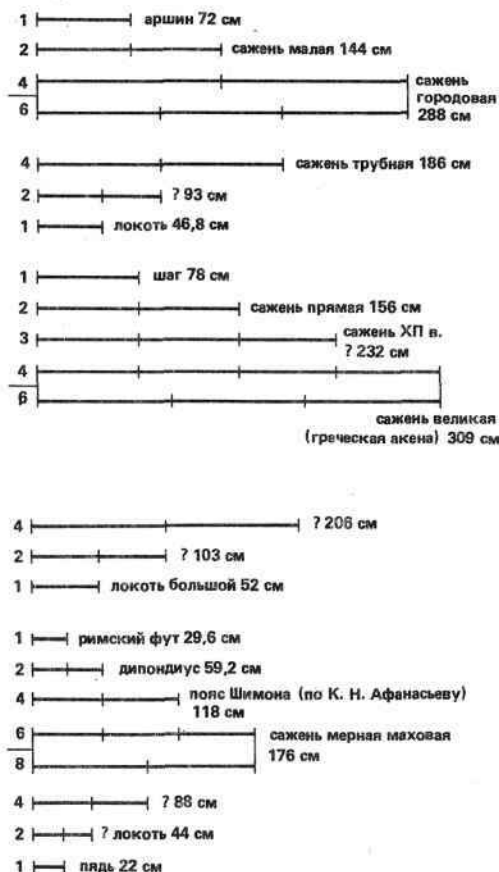 1 аршин 72 см
2 сажень малая 144 см
4 сажень
городовая
6 288 см
4 сажень трубная 186 см
2 ? 93 см
1 локоть 46,8 см
1 шаг 78 см
2 сажень прямая 156 см
3 сажень XП в.
? 232 см
4
6
сажень великая
(греческая акена) 309 см
4 ? 206 см
2 ? 103 см
1 локоть большой 52 см
1 римский фут 29,6 см
2 дипондиус 59,2 см
4 пояс Шимона (по К. Н. Афанасьеву)
118 см
6 сажень мерная маховая
8 176 см
4 ? 88 см
2 ? локоть 44 см
1 пядь 22 см